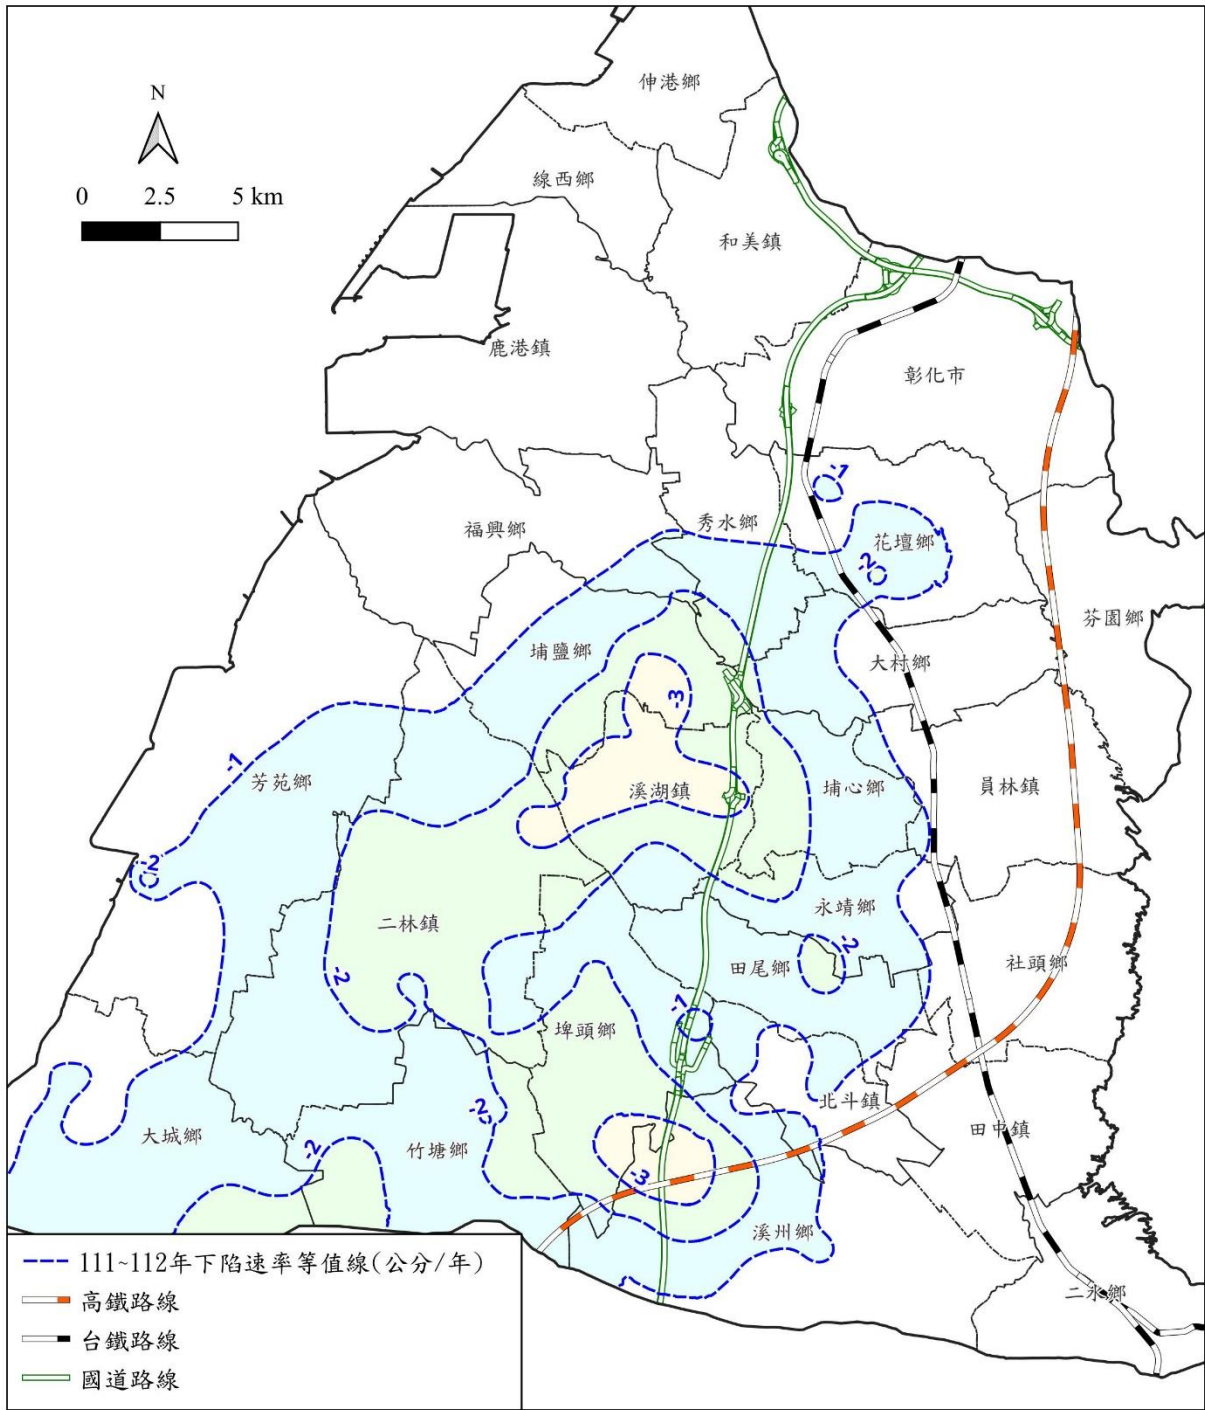 伸港鄉
N
0 2.5 5 km
線西鄉
和美鎮
鹿港鎮
彰化市
-1
福興鄉
秀水鄉
花壇鄉
-2
芬園鄉
埔鹽鄉
大村鄉
-3
-1
芳苑鄉
溪湖鎮
埔心鄉
員林鎮
-2
二林鎮
永靖鄉
-2
-2
田尾鄉
社頭鄉
-1
埤頭鄉
-2
北斗鎮
大城鄉
-2
竹塘鄉
田中鎮
-3
溪州鄉
二水鄉
111~112年下陷速率等值線(公分/年)
高鐵路線
台鐵路線
國道路線